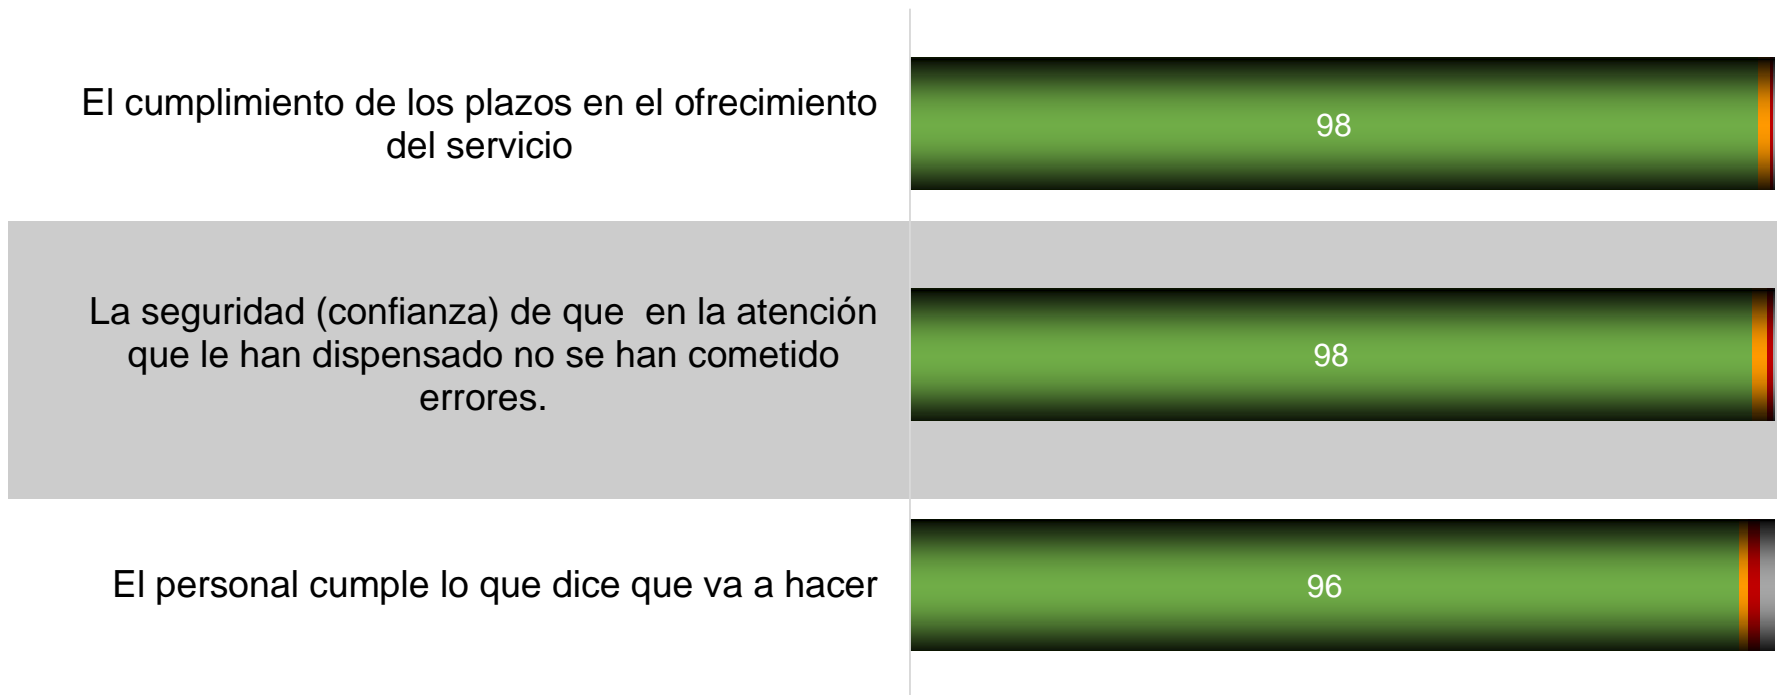 El cumplimiento de los plazos en el ofrecimiento
del servicio
98
La seguridad (confianza) de que  en la atención
que le han dispensado no se han cometido
errores.
98
El personal cumple lo que dice que va a hacer
96